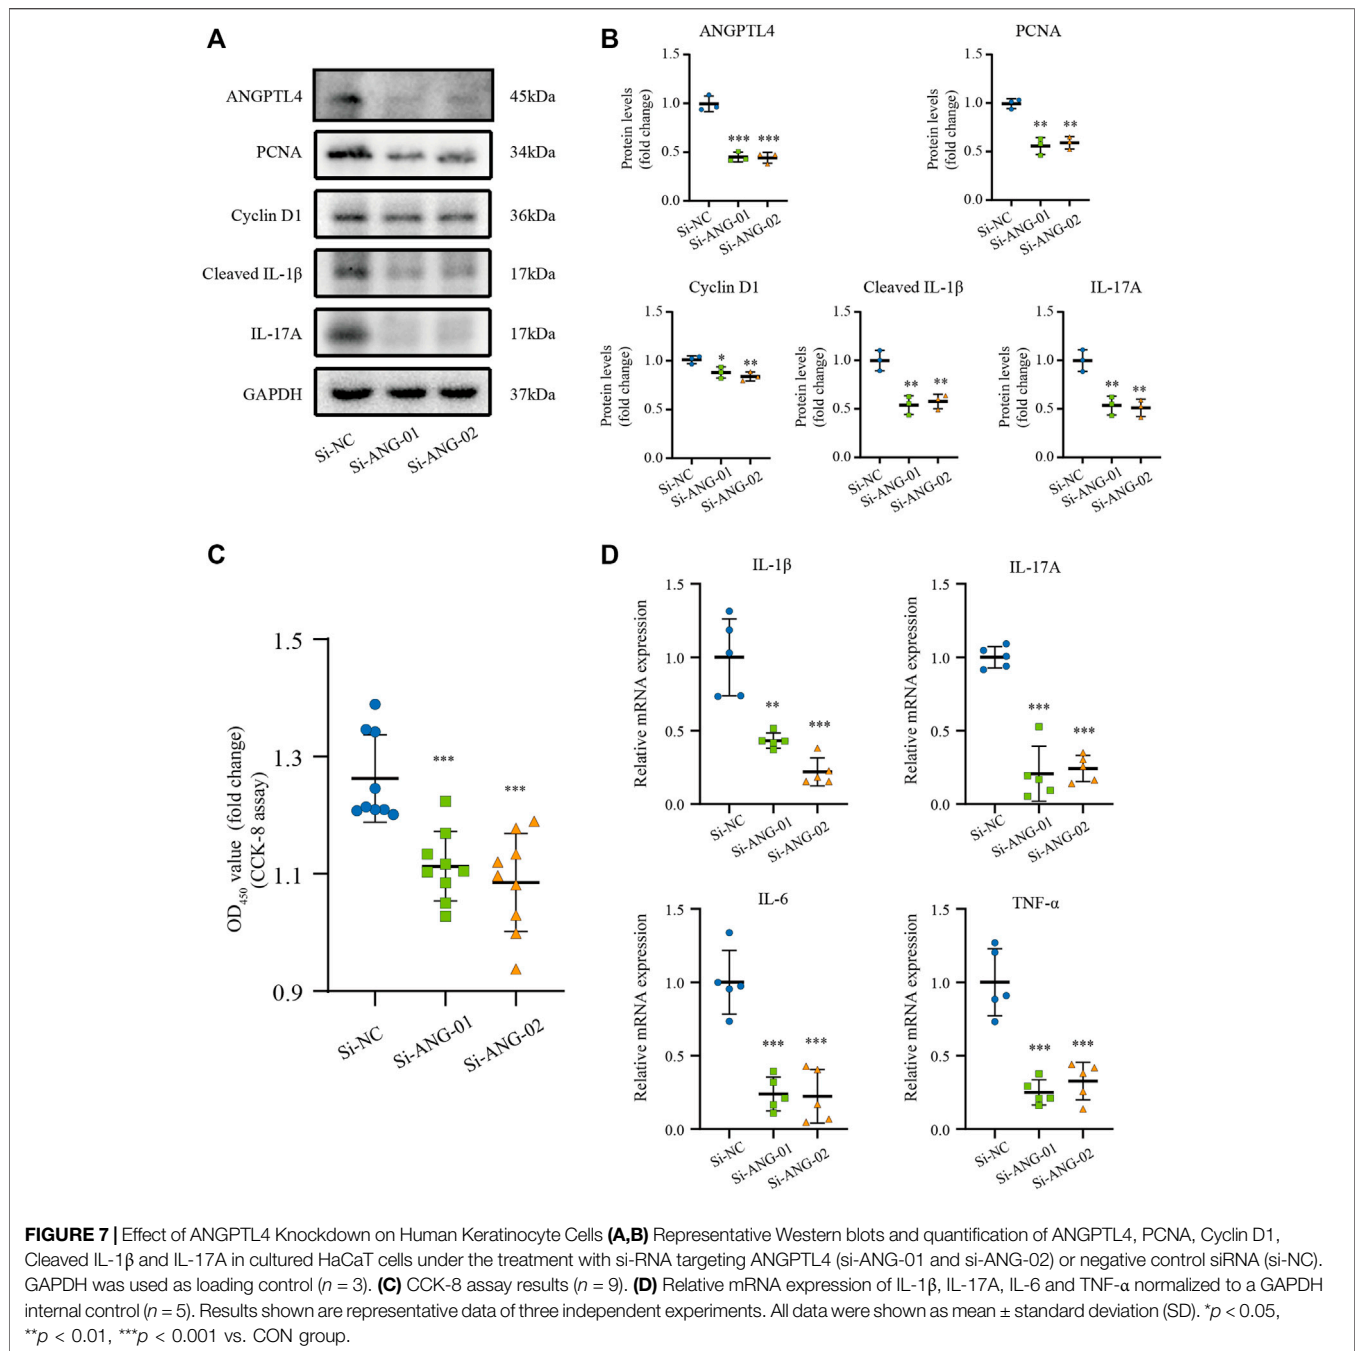 A
ANGPTL4
45kDa
PCNA
34kDa
Cyclin D1
36kDa
Cleaved IL-1β
17kDa
IL-17A
17kDa
GAPDH
37kDa
Si-NC
Si-ANG-01
Si-ANG-02
B
ANGPTL4
Protein levels
(fold change)
1.5
1.0
0.5
0.0
***
***
Si-NC
Si-ANG-01
Si-ANG-02
PCNA
Protein levels
(fold change)
1.5
1.0
0.5
0.0
**
**
Si-NC
Si-ANG-01
Si-ANG-02
Cyclin D1
Protein levels
(fold change)
1.5
1.0
0.5
0.0
*
**
Si-NC
Si-ANG-01
Si-ANG-02
Cleaved IL-1β
Protein levels
(fold change)
1.5
1.0
0.5
0.0
**
**
Si-NC
Si-ANG-01
Si-ANG-02
IL-17A
Protein levels
(fold change)
1.5
1.0
0.5
0.0
**
**
Si-NC
Si-ANG-01
Si-ANG-02
C
OD450 value (fold change)
(CCK-8 assay)
1.5
1.3
1.1
0.9
***
***
Si-NC
Si-ANG-01
Si-ANG-02
D
IL-1β
Relative mRNA expression
1.5
1.0
0.5
0.0
**
***
Si-NC
Si-ANG-01
Si-ANG-02
IL-17A
Relative mRNA expression
1.5
1.0
0.5
0.0
***
***
Si-NC
Si-ANG-01
Si-ANG-02
IL-6
Relative mRNA expression
1.5
1.0
0.5
0.0
***
***
Si-NC
Si-ANG-01
Si-ANG-02
TNF-α
Relative mRNA expression
1.5
1.0
0.5
0.0
***
***
Si-NC
Si-ANG-01
Si-ANG-02
FIGURE 7 | Effect of ANGPTL4 Knockdown on Human Keratinocyte Cells (A,B) Representative Western blots and quantification of ANGPTL4, PCNA, Cyclin D1,
Cleaved IL-1β and IL-17A in cultured HaCaT cells under the treatment with si-RNA targeting ANGPTL4 (si-ANG-01 and si-ANG-02) or negative control siRNA (si-NC).
GAPDH was used as loading control (n = 3). (C) CCK-8 assay results (n = 9). (D) Relative mRNA expression of IL-1β, IL-17A, IL-6 and TNF-α normalized to a GAPDH
internal control (n = 5). Results shown are representative data of three independent experiments. All data were shown as mean ± standard deviation (SD). *p < 0.05,
**p < 0.01, ***p < 0.001 vs. CON group.